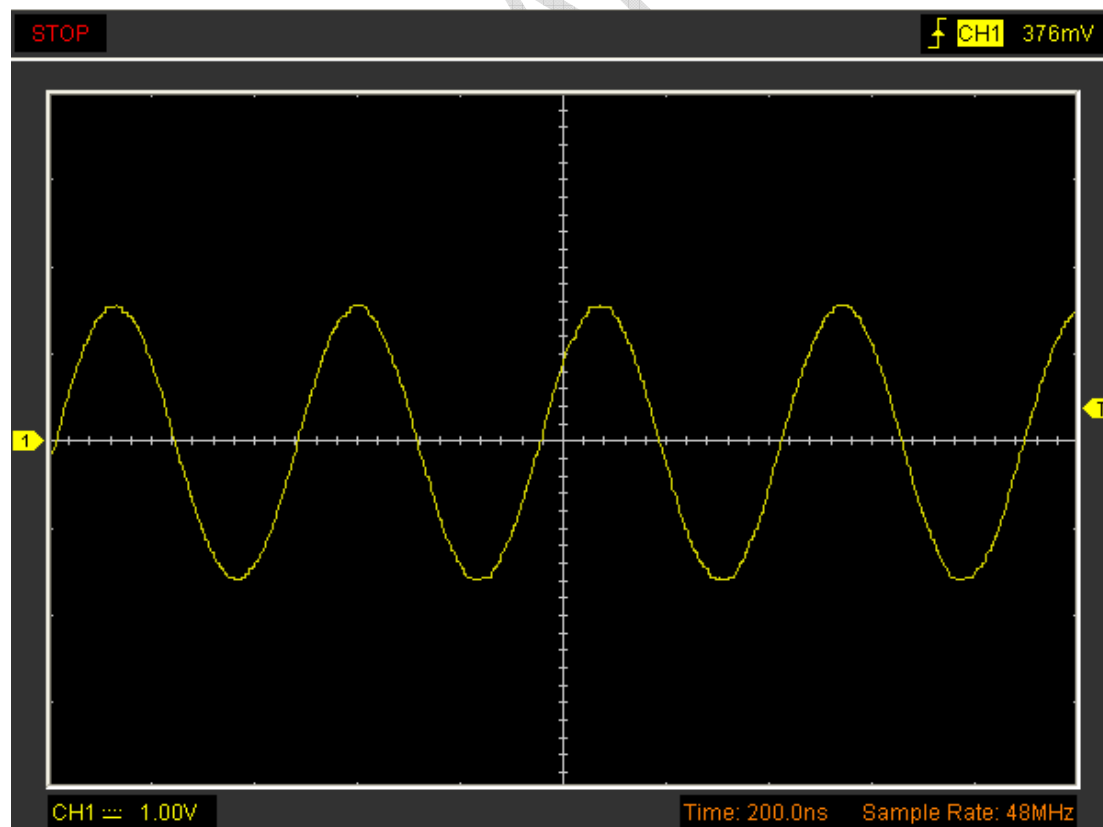 STOP
CH1 376mV
1
T
CH1 1.00V
Time: 200.0ns Sample Rate: 48MHz